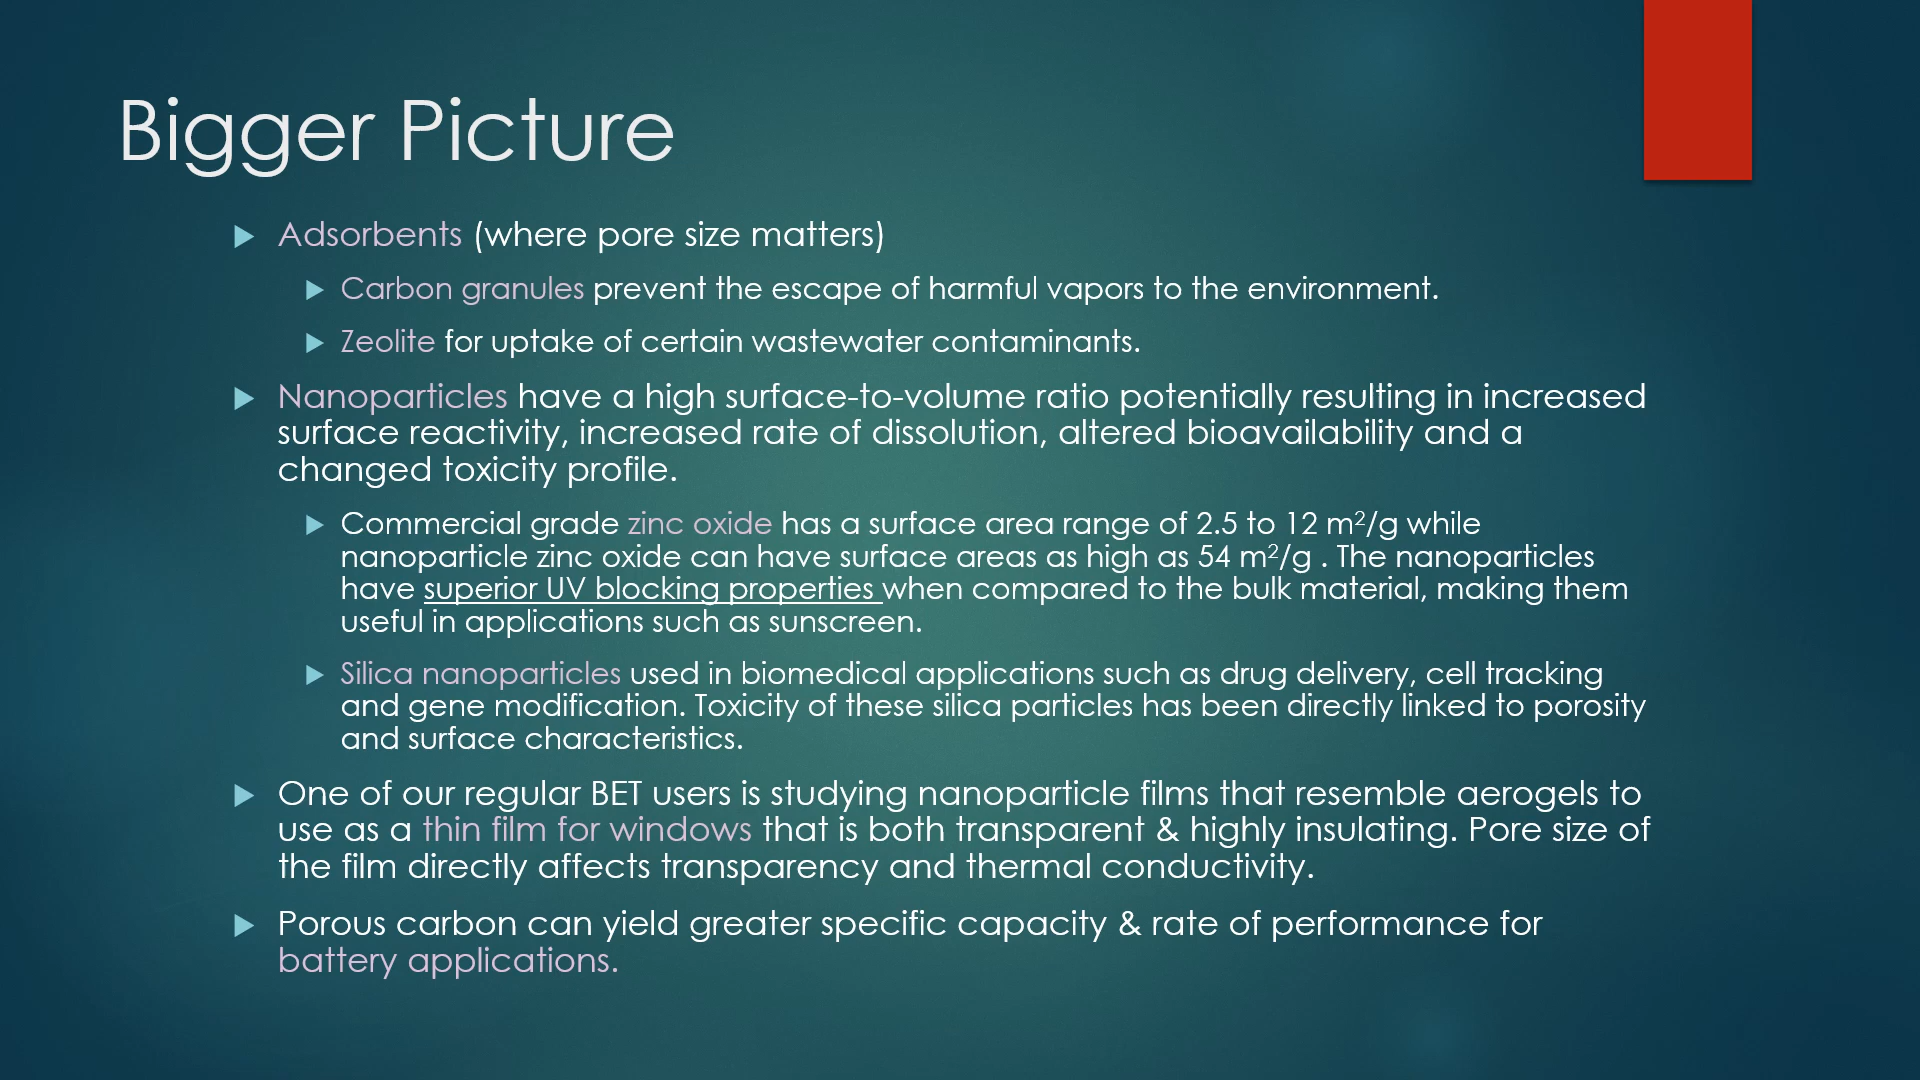 Bigger Picture
Adsorbents (where pore size matters)
Carbon granules prevent the escape of harmful vapors to the environment.
Zeolite for uptake of certain wastewater contaminants.
Nanoparticles have a high surface-to-volume ratio potentially resulting in increased
surface reactivity, increased rate of dissolution, altered bioavailability and a
changed toxicity profile.
Commercial grade zinc oxide has a surface area range of 2.5 to 12 m²/g while
nanoparticle zinc oxide can have surface areas as high as 54 m²/g . The nanoparticles
have superior UV blocking properties when compared to the bulk material, making them
useful in applications such as sunscreen.
Silica nanoparticles used in biomedical applications such as drug delivery, cell tracking
and gene modification. Toxicity of these silica particles has been directly linked to porosity
and surface characteristics.
One of our regular BET users is studying nanoparticle films that resemble aerogels to
use as a thin film for windows that is both transparent & highly insulating. Pore size of
the film directly affects transparency and thermal conductivity.
Porous carbon can yield greater specific capacity & rate of performance for
battery applications.